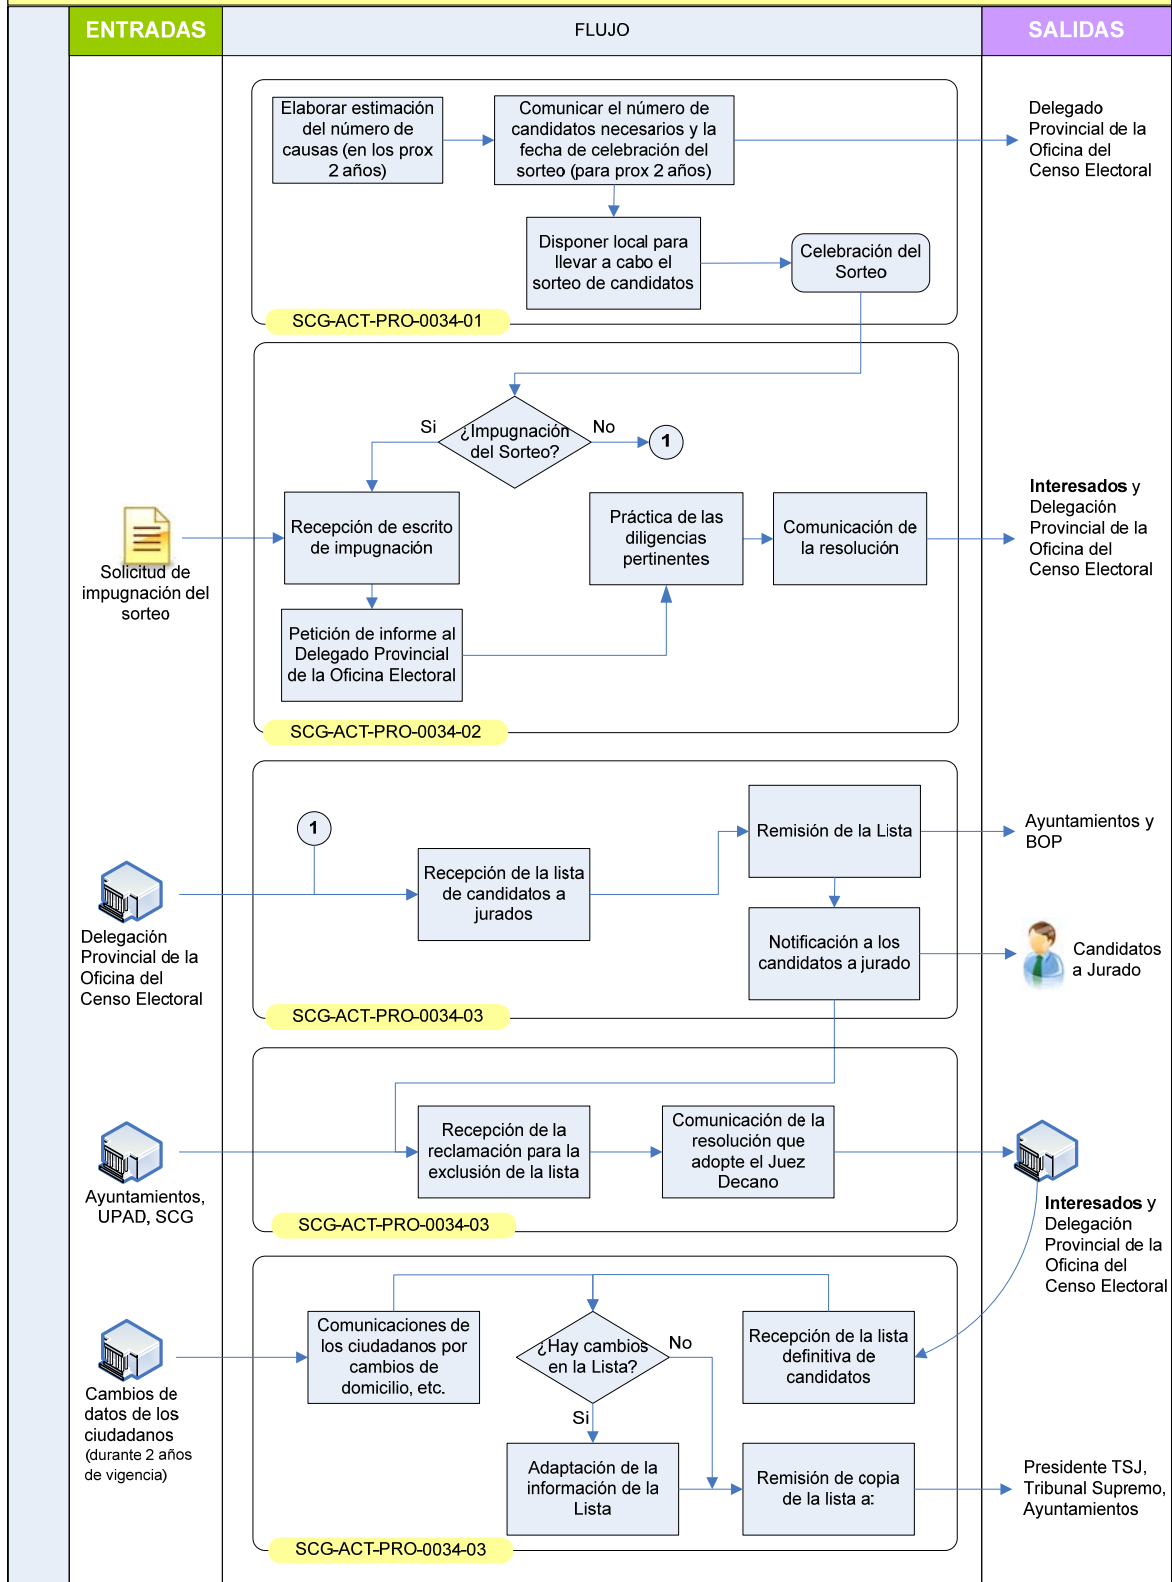 ENTRADAS
FLUJO
SALIDAS
Elaborar estimación
del número de
causas (en los prox
2 años)
Comunicar el número de
candidatos necesarios y la
fecha de celebración del
sorteo (para prox 2 años)
Delegado
Provincial de la
Oficina del
Censo Electoral
Disponer local para
llevar a cabo el
sorteo de candidatos
Celebración del
Sorteo
SCG-ACT-PRO-0034-01
¿Impugnación
del Sorteo?
Si
No
1
Solicitud de
impugnación del
sorteo
Recepción de escrito
de impugnación
Práctica de las
diligencias
pertinentes
Comunicación de
la resolución
Interesados y
Delegación
Provincial de la
Oficina del
Censo Electoral
Petición de informe al
Delegado Provincial
de la Oficina Electoral
SCG-ACT-PRO-0034-02
1
Delegación
Provincial de la
Oficina del
Censo Electoral
Recepción de la lista
de candidatos a
jurados
Remisión de la Lista
Ayuntamientos y
BOP
Notificación a los
candidatos a jurado
Candidatos
a Jurado
SCG-ACT-PRO-0034-03
Ayuntamientos,
UPAD, SCG
Recepción de la
reclamación para la
exclusión de la lista
Comunicación de la
resolución que
adopte el Juez
Decano
Interesados y
Delegación
Provincial de la
Oficina del
Censo Electoral
SCG-ACT-PRO-0034-03
Cambios de
datos de los
ciudadanos
(durante 2 años
de vigencia)
Comunicaciones de
los ciudadanos por
cambios de
domicilio, etc.
¿Hay cambios
en la Lista?
No
Si
Recepción de la lista
definitiva de
candidatos
Adaptación de la
información de la
Lista
Remisión de copia
de la lista a:
Presidente TSJ,
Tribunal Supremo,
Ayuntamientos
SCG-ACT-PRO-0034-03